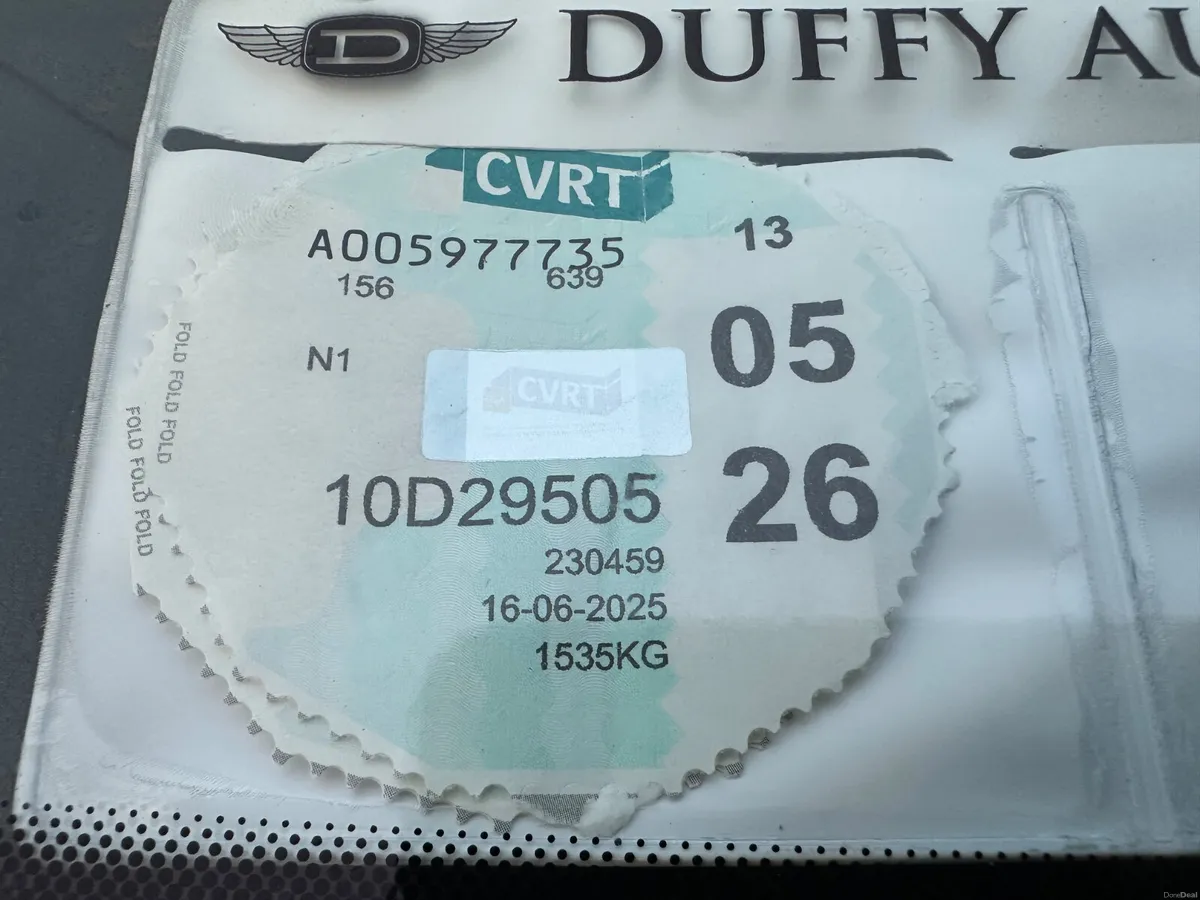 D DUFFY AU
CVRT
A005977735 13
156 639
05
N1
CVRT
26
10D29505
230459
16-06-2025
1535KG
FOLD FOLD FOLD
FOLD FOLD FOLD
DoneDeal